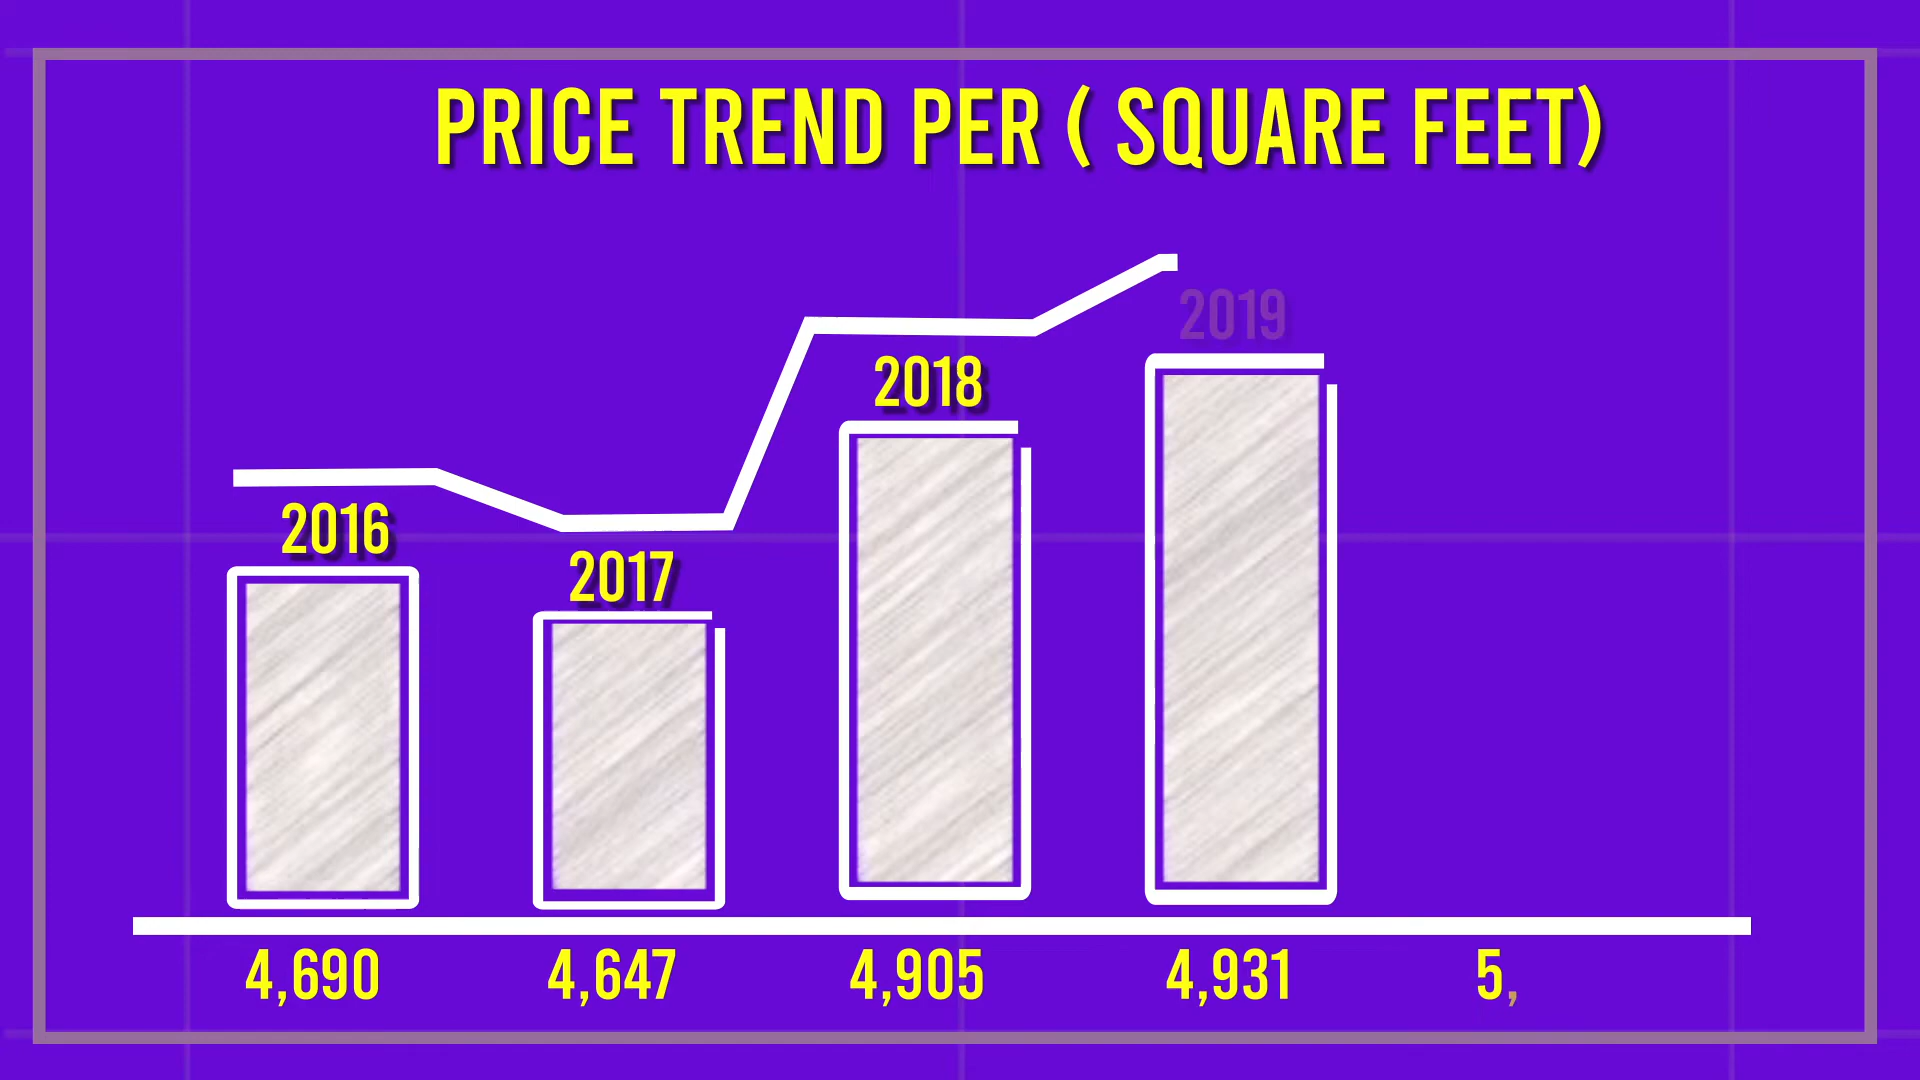 PRICE TREND PER ( SQUARE FEET)
2019
2018
2016
2017
4,690 4,647 4,905 4,931 5,